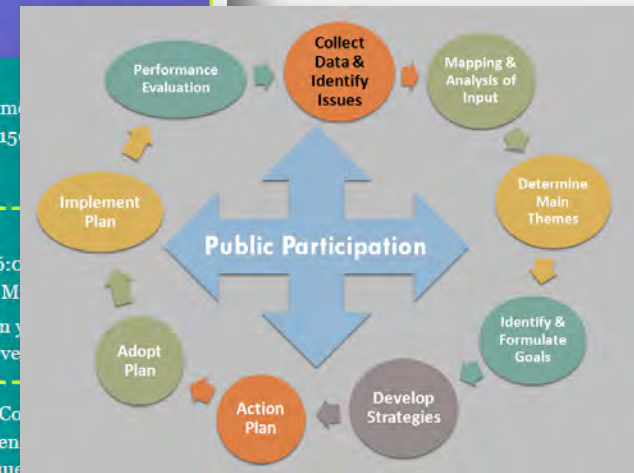 Collect
Data &
Identify
Issues
Mapping &
Analysis of
Input
Determine
Main
Themes
Identify &
Formulate
Goals
Develop
Strategies
Action
Plan
Adopt
Plan
Implement
Plan
Performance
Evaluation
Public Participation